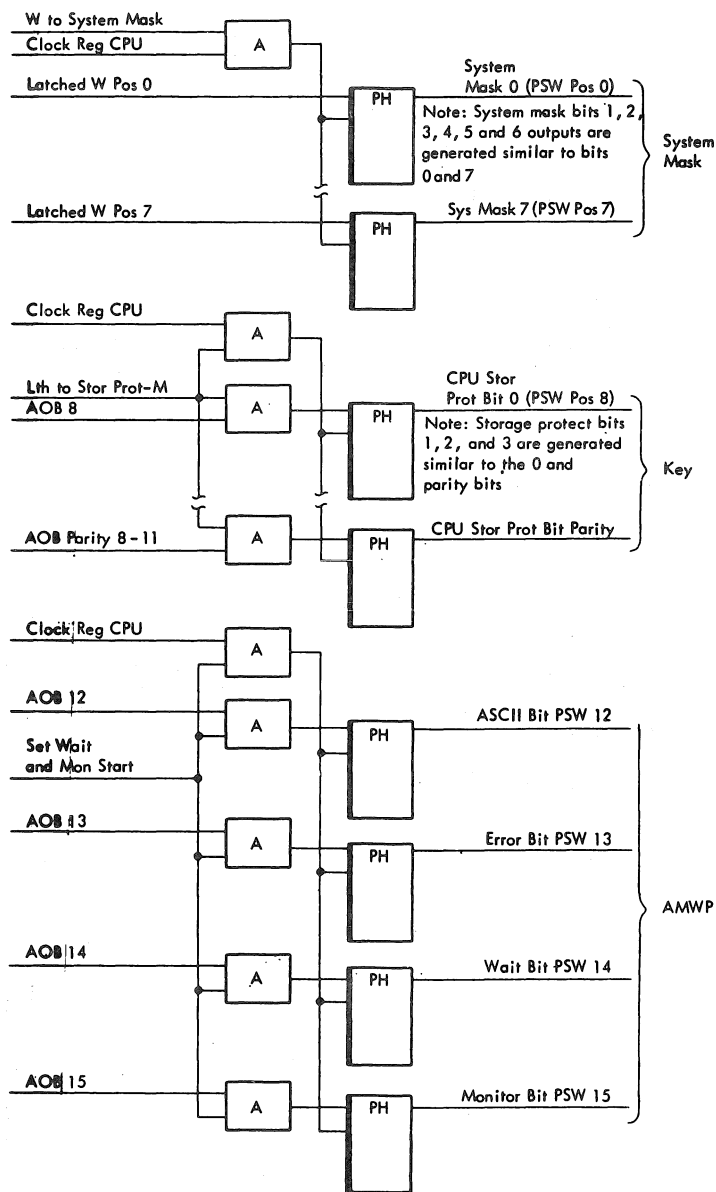 W to System Mask
Clock Reg CPU
A
Latched W Pos 0
PH
System
Mask 0 (PSW Pos 0)
Note: System mask bits 1, 2,
3, 4, 5 and 6 outputs are
generated similar to bits
0 and 7
System
Mask
Latched W Pos 7
PH
Sys Mask 7 (PSW Pos 7)
Clock Reg CPU
A
Lth to Stor Prot-M
AOB 8
A
PH
CPU Stor
Prot Bit 0 (PSW Pos 8)
Note: Storage protect bits
1, 2, and 3 are generated
similar to the 0 and
parity bits
Key
AOB Parity 8-11
A
PH
CPU Stor Prot Bit Parity
Clock Reg CPU
A
AOB 12
A
PH
ASCII Bit PSW 12
Set Wait
and Mon Start
AOB 13
A
PH
Error Bit PSW 13
AMWP
AOB 14
A
PH
Wait Bit PSW 14
AOB 15
A
PH
Monitor Bit PSW 15